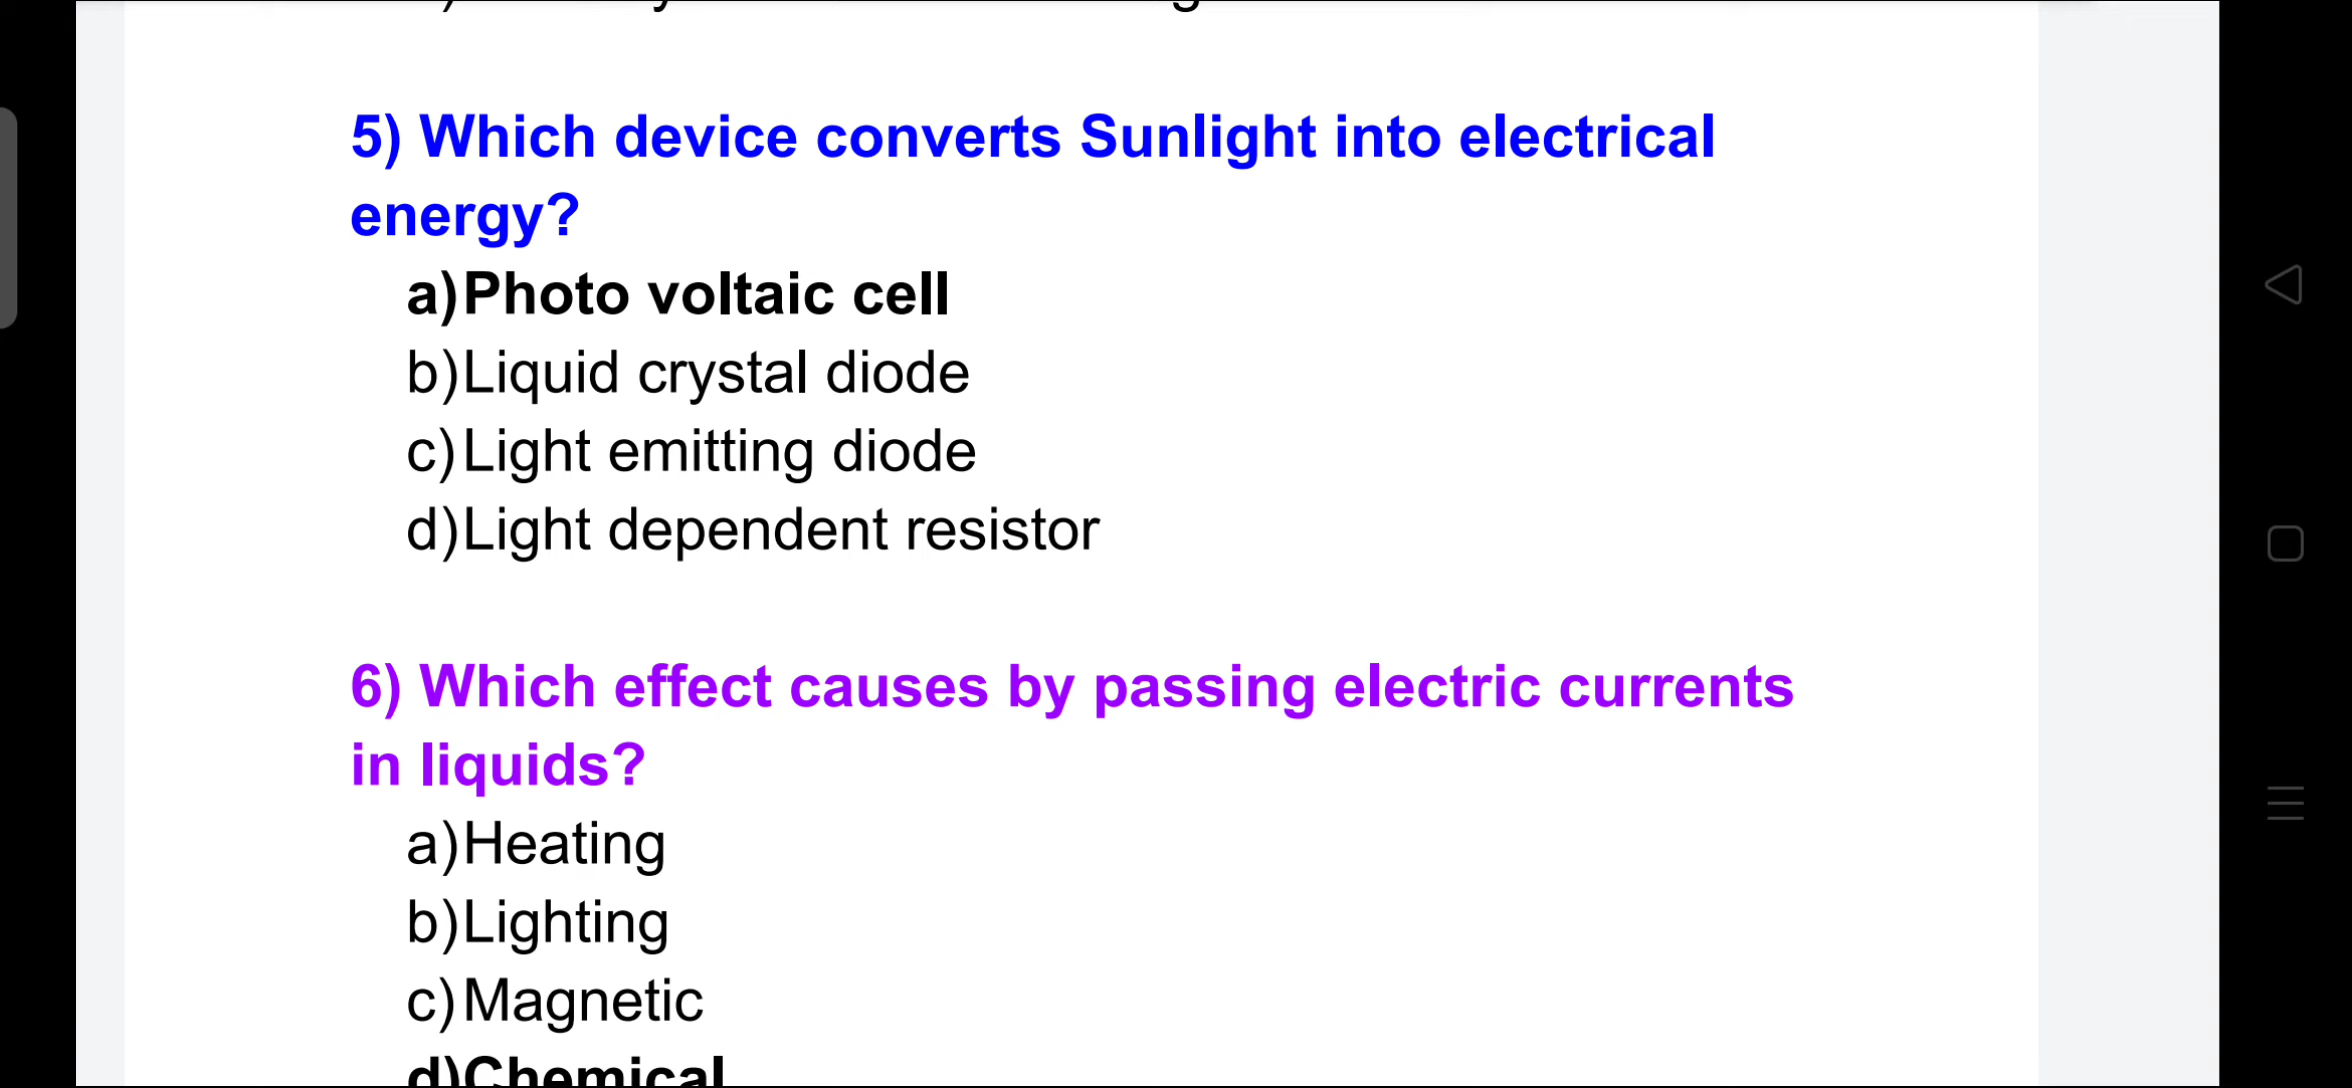 5) Which device converts Sunlight into electrical
energy?
a)Photo voltaic cell
b)Liquid crystal diode
c)Light emitting diode
d)Light dependent resistor
6) Which effect causes by passing electric currents
in liquids?
a)Heating
b)Lighting
c)Magnetic
d)Chemical